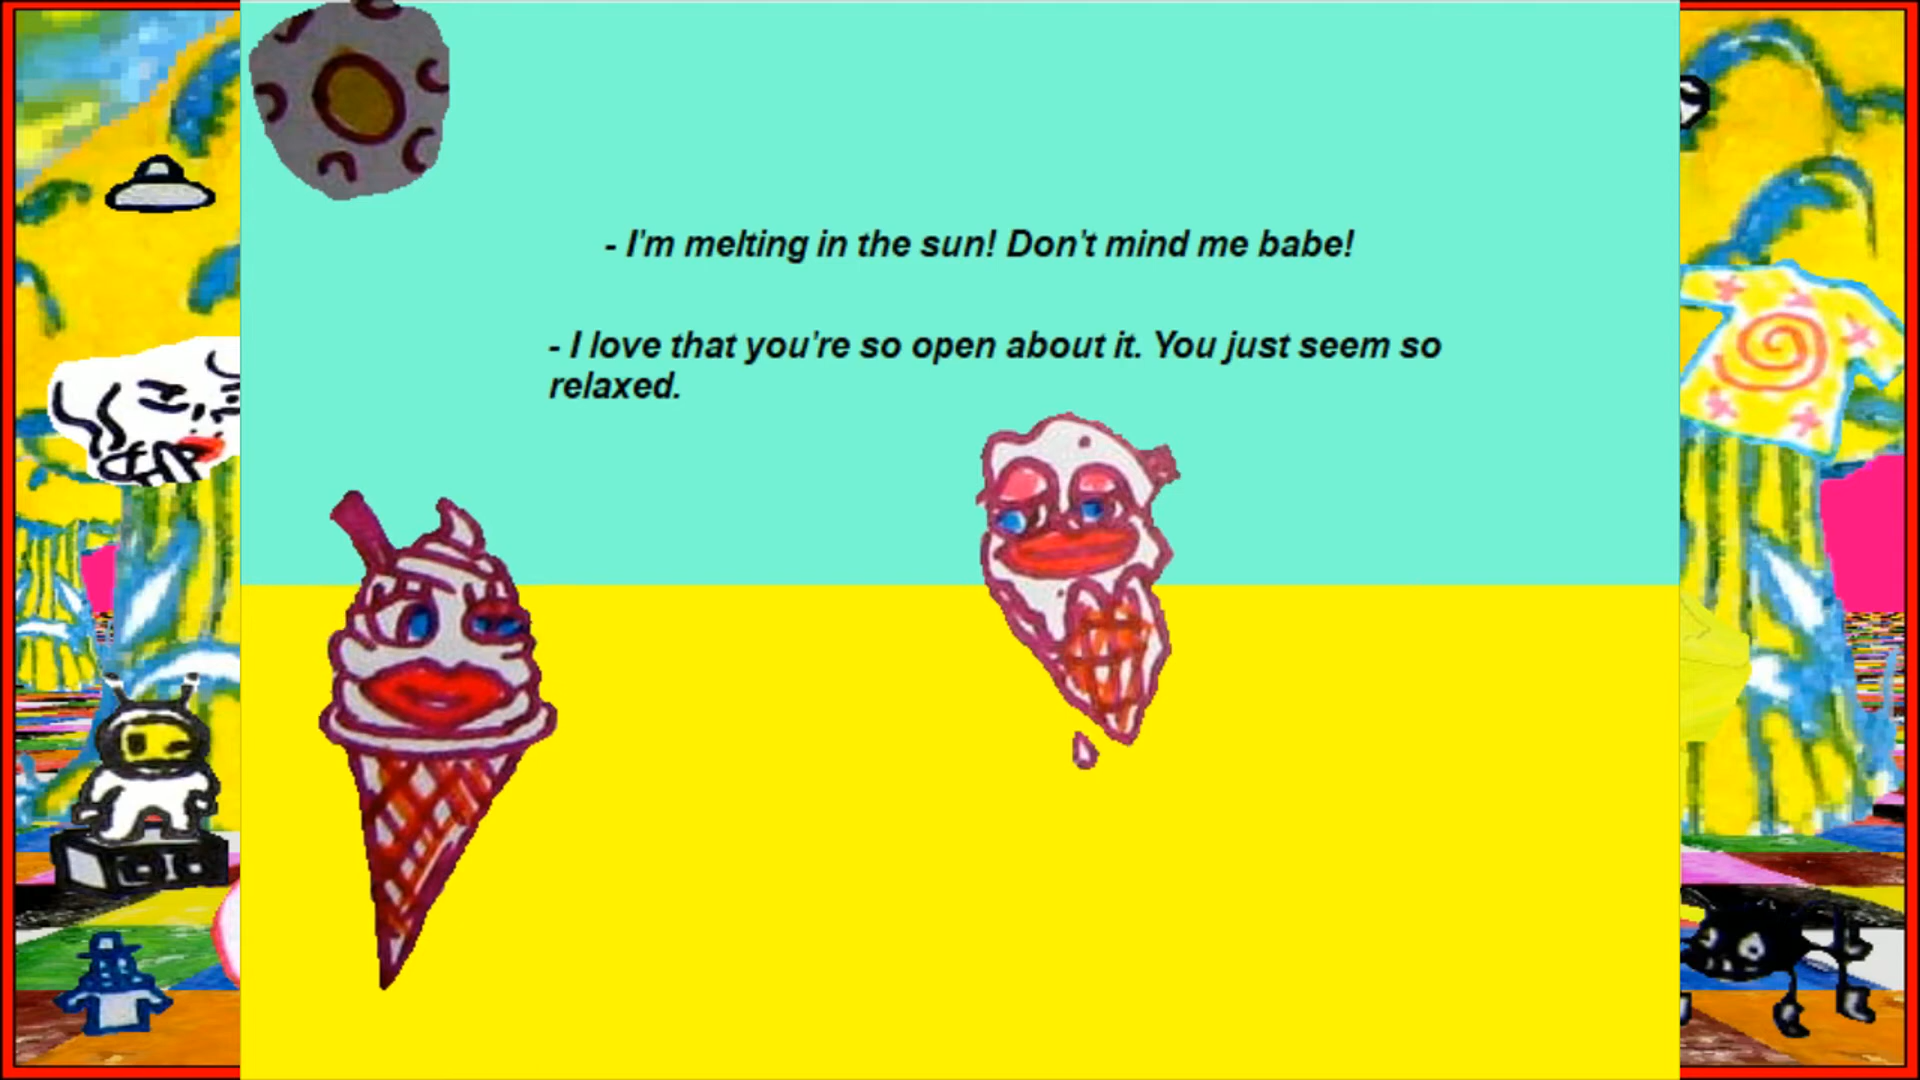 - I'm melting in the sun! Don't mind me babe!
- I love that you're so open about it. You just seem so
relaxed.